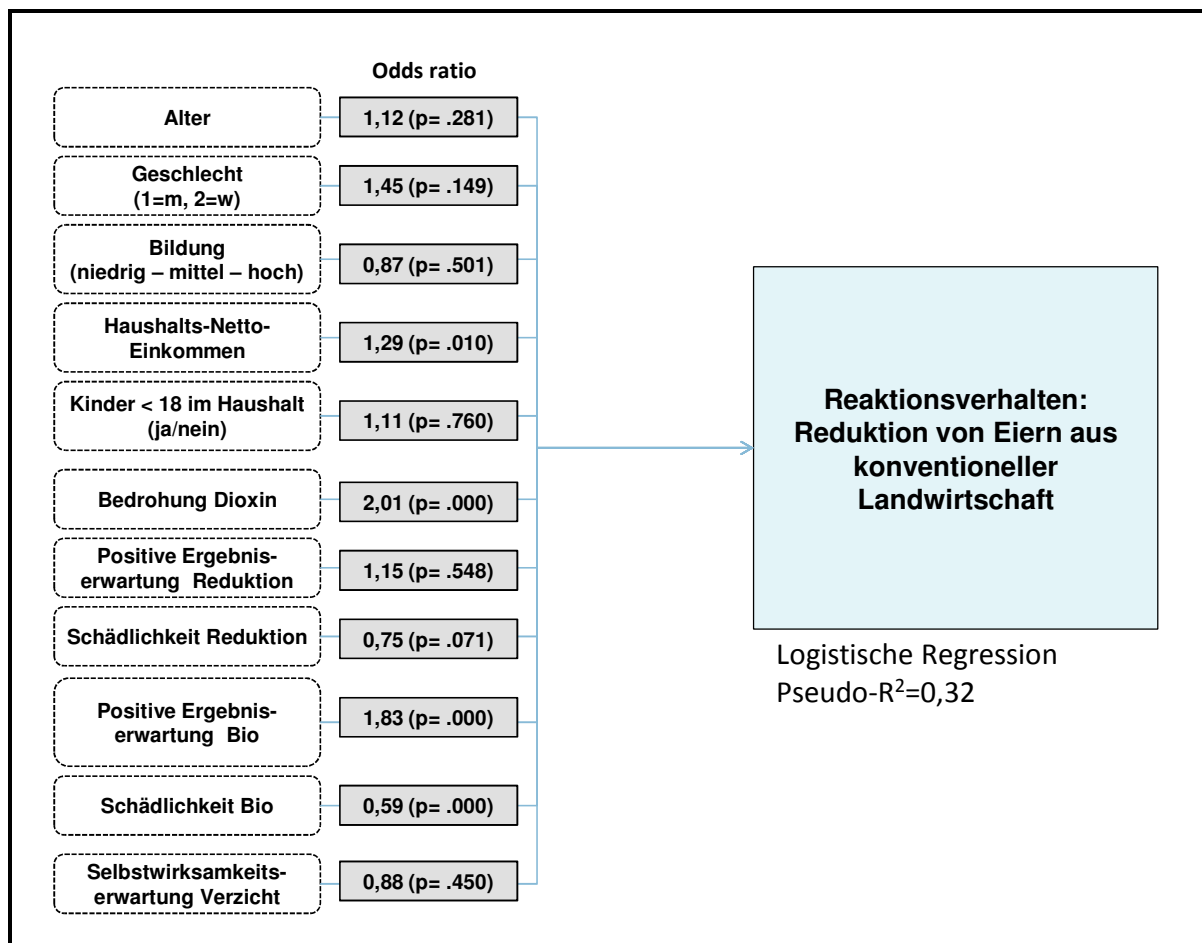 Odds ratio
Alter
1,12 (p= .281)
Geschlecht
(1=m, 2=w)
1,45 (p= .149)
Bildung
(niedrig – mittel – hoch)
0,87 (p= .501)
Haushalts-Netto-
Einkommen
1,29 (p= .010)
Kinder < 18 im Haushalt
(ja/nein)
1,11 (p= .760)
Bedrohung Dioxin
2,01 (p= .000)
Positive Ergebnis-
erwartung Reduktion
1,15 (p= .548)
Schädlichkeit Reduktion
0,75 (p= .071)
Positive Ergebnis-
erwartung Bio
1,83 (p= .000)
Schädlichkeit Bio
0,59 (p= .000)
Selbstwirksamkeits-
erwartung Verzicht
0,88 (p= .450)
Reaktionsverhalten:
Reduktion von Eiern aus
konventioneller
Landwirtschaft
Logistische Regression
Pseudo-R²=0,32